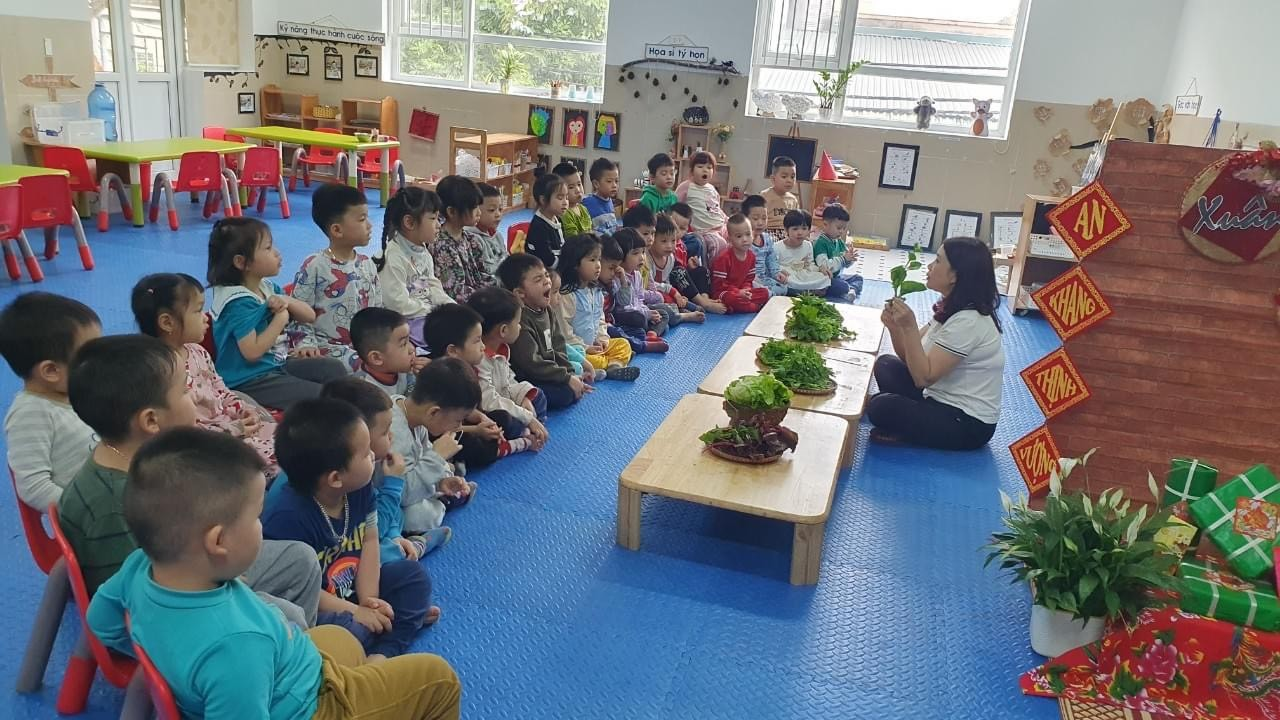 Kỹ năng thực hành cuộc sống
Họa sĩ tý hon
Xuân
AN
KHANG
THỊNH
VƯỢNG